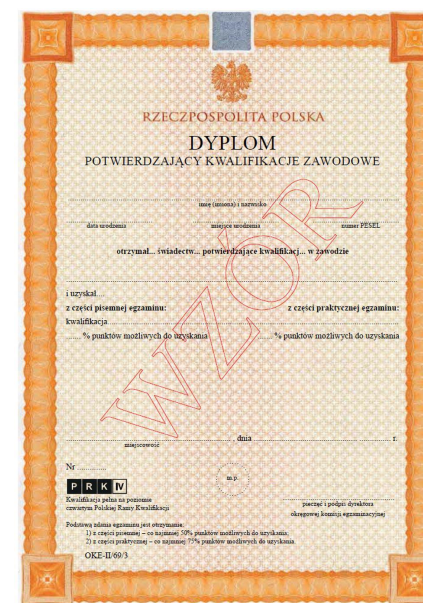 RZECZPOSPOLITA POLSKA
DYPLOM
POTWIERDZAJĄCY KWALIFIKACJE ZAWODOWE
imię (imiona) i nazwisko
data urodzenia miejsce urodzenia numer PESEL
otrzymał... świadectw... potwierdzające kwalifikacj... w zawodzie
i uzyskał....
z części pisemnej egzaminu: z części praktycznej egzaminu:
kwalifikacja
....... % punktów możliwych do uzyskania ....... % punktów możliwych do uzyskania
WZÓR
, dnia r.
miejscowość
Nr .............
m.p.
PRK IV
Kwalifikacja pełna na poziomie
czwartym Polskiej Ramy Kwalifikacji
pieczęć i podpis dyrektora
okręgowej komisji egzaminacyjnej
Podstawą zdania egzaminu jest otrzymanie:
1) z części pisemnej – co najmniej 50% punktów możliwych do uzyskania;
2) z części praktycznej – co najmniej 75% punktów możliwych do uzyskania.
OKE-II/69/3